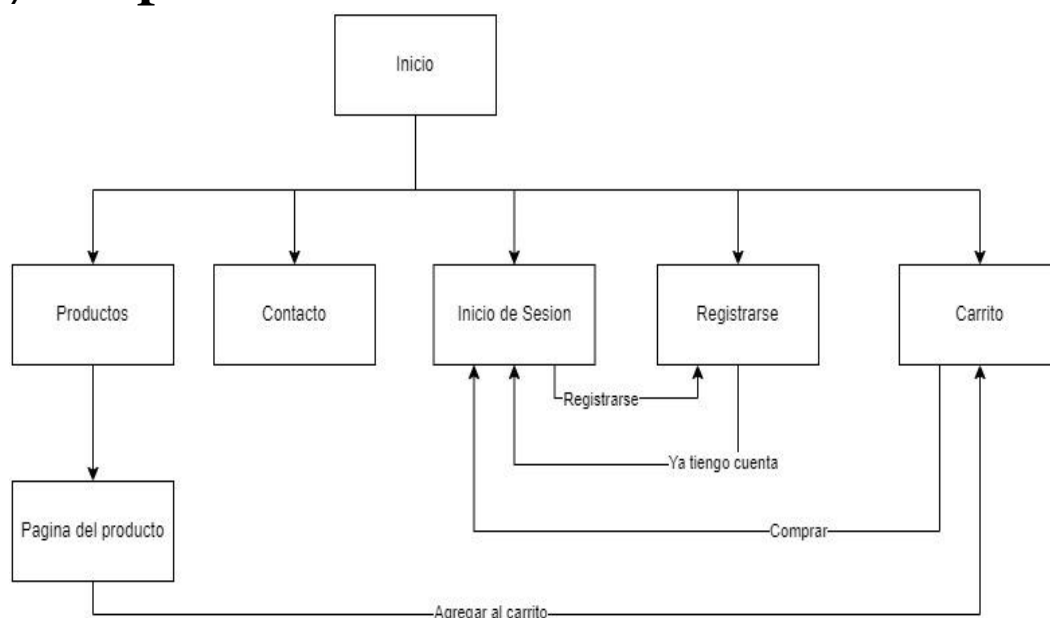 Inicio
Productos
Contacto
Inicio de Sesion
Registrarse
Carrito
Registrarse
Ya tiengo cuenta
Pagina del producto
Comprar
Agregar al carrito